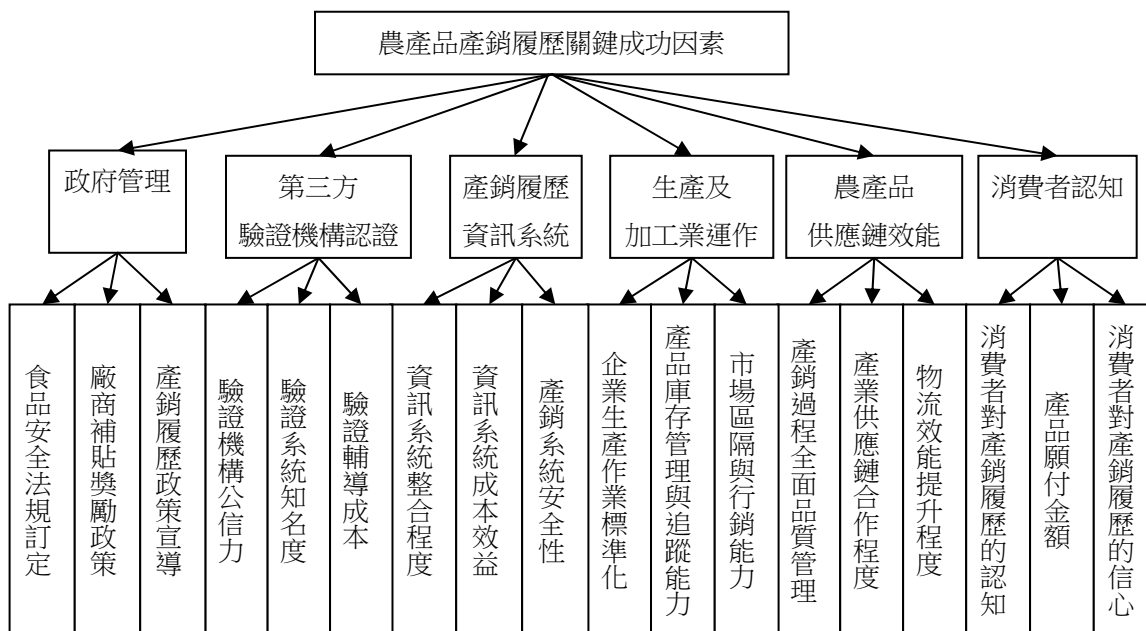 農產品產銷履歷關鍵成功因素
政府管理
第三方
驗證機構認證
產銷履歷
資訊系統
生產及
加工業運作
農產品
供應鏈效能
消費者認知
食品安全法規訂定
廠商補貼獎勵政策
產銷履歷政策宣導
驗證機構公信力
驗證系統知名度
驗證輔導成本
資訊系統整合程度
資訊系統成本效益
產銷系統安全性
企業生產作業標準化
產品庫存管理與追蹤能力
市場區隔與行銷能力
產銷過程全面品質管理
產業供應鏈合作程度
物流效能提升程度
消費者對產銷履歷的認知
產品願付金額
消費者對產銷履歷的信心